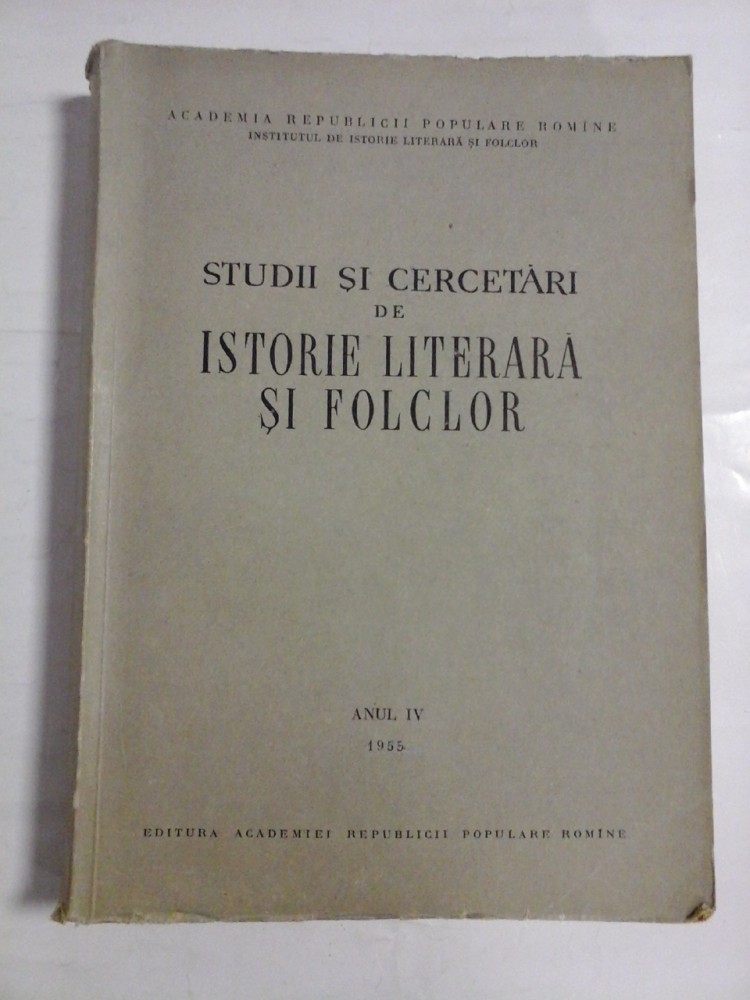 ACADEMIA REPUBLICII POPULARE ROMÎNE
INSTITUTUL DE ISTORIE LITERARĂ ȘI FOLCLOR
STUDII ȘI CERCETĂRI
DE
ISTORIE LITERARĂ
ȘI FOLCLOR
ANUL IV
1955
EDITURA ACADEMIEI REPUBLICII POPULARE ROMÎNE